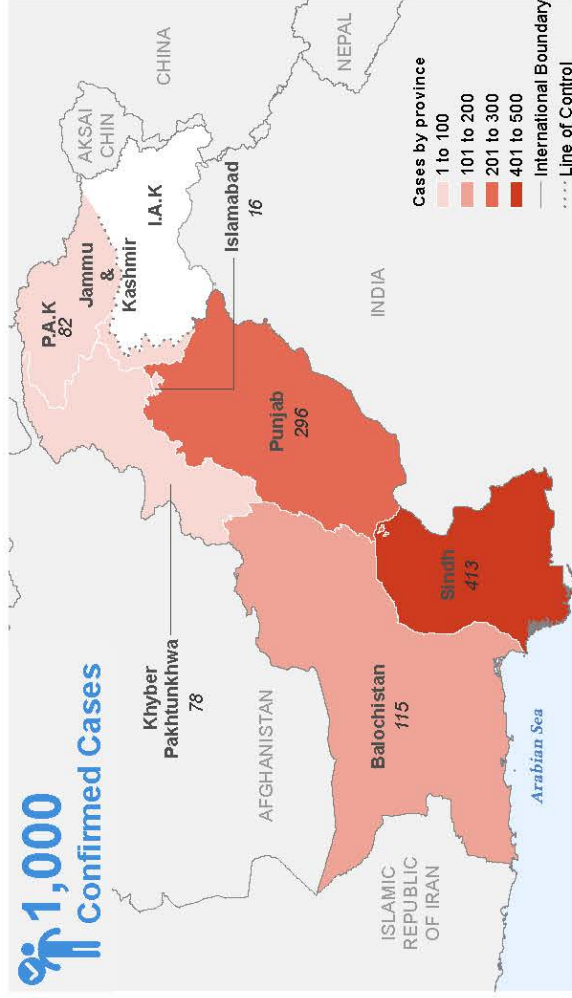 1,000
Confirmed Cases
AKSAI
CHIN
CHINA
P.A.K
82
Jammu
&
Kashmir
I.A.K
NEPAL
Islamabad
16
Khyber
Pakhtunkhwa
78
Punjab
296
AFGHANISTAN
INDIA
Balochistan
115
Sindh
413
ISLAMIC
REPUBLIC
OF IRAN
Arabian Sea
Cases by province
1 to 100
101 to 200
201 to 300
401 to 500
International Boundary
Line of Control